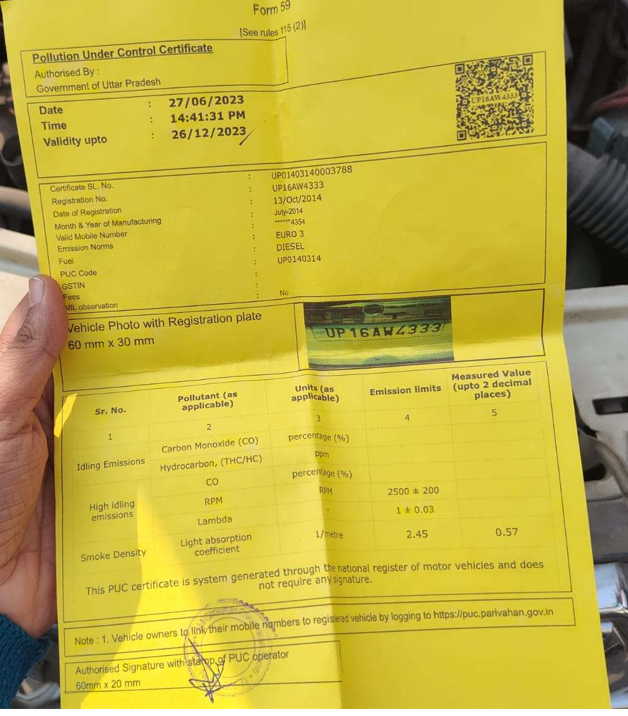 Form 59
[See rules 115 (2)]
Pollution Under Control Certificate
Authorised By :
Government of Uttar Pradesh
Date : 27/06/2023
Time : 14:41:31 PM
Validity upto : 26/12/2023
UP16AW4333
Certificate SL. No. : UP01403140003788
Registration No. : UP16AW4333
Date of Registration : 13/Oct/2014
Month & Year of Manufacturing : July-2014
Valid Mobile Number : ******4354
Emission Norms : EURO 3
Fuel : DIESEL
PUC Code : UP0140314
GSTIN :
Fees :
MIL observation : No
Vehicle Photo with Registration plate
60 mm x 30 mm
UP16AW4333
Sr. No. Pollutant (as applicable) Units (as applicable) Emission limits Measured Value (upto 2 decimal places)
1 2 3 4 5
Idling Emissions Carbon Monoxide (CO) percentage (%)
Hydrocarbon, (THC/HC) ppm
High idling emissions CO percentage (%)
RPM RPM 2500 ± 200
Lambda - 1 ± 0.03
Smoke Density Light absorption coefficient 1/metre 2.45 0.57
This PUC certificate is system generated through the national register of motor vehicles and does
not require any signature.
Note : 1. Vehicle owners to link their mobile numbers to registered vehicle by logging to https://puc.parivahan.gov.in
Authorised Signature with stamp of PUC operator
60mm x 20 mm